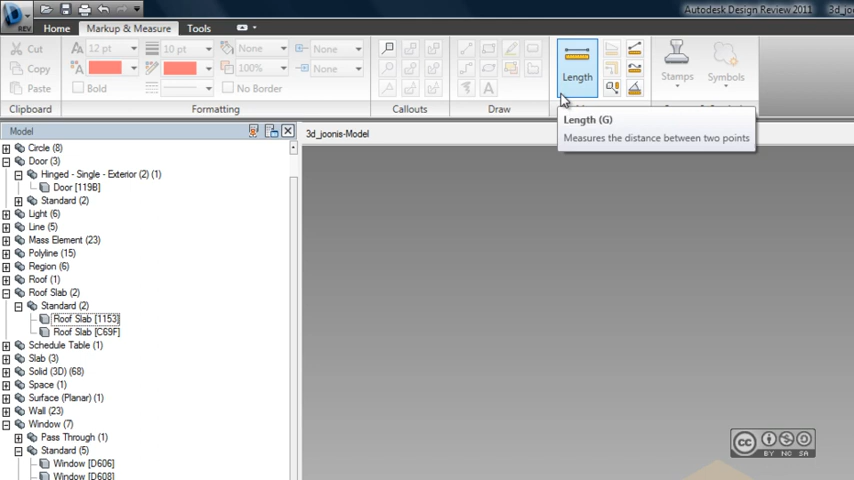 REV
Autodesk Design Review 2011
3d_jo
Home
Markup & Measure
Tools
Cut
Copy
Paste
12 pt
10 pt
None
None
100%
None
Bold
No Border
Length
Stamps
Symbols
Clipboard
Formatting
Callouts
Draw
Length (G)
Measures the distance between two points
Model
3d_joonis-Model
Circle (8)
Door (3)
Hinged - Single - Exterior (2) (1)
Door [119B]
Standard (2)
Light (6)
Line (5)
Mass Element (23)
Polyline (15)
Region (6)
Roof (1)
Roof Slab (2)
Standard (2)
Roof Slab [1153]
Roof Slab [C69F]
Schedule Table (1)
Slab (3)
Solid (3D) (68)
Space (1)
Surface (Planar) (1)
Wall (23)
Window (7)
Pass Through (1)
Standard (5)
Window [D606]
Window [D608]
cc
BY NC SA